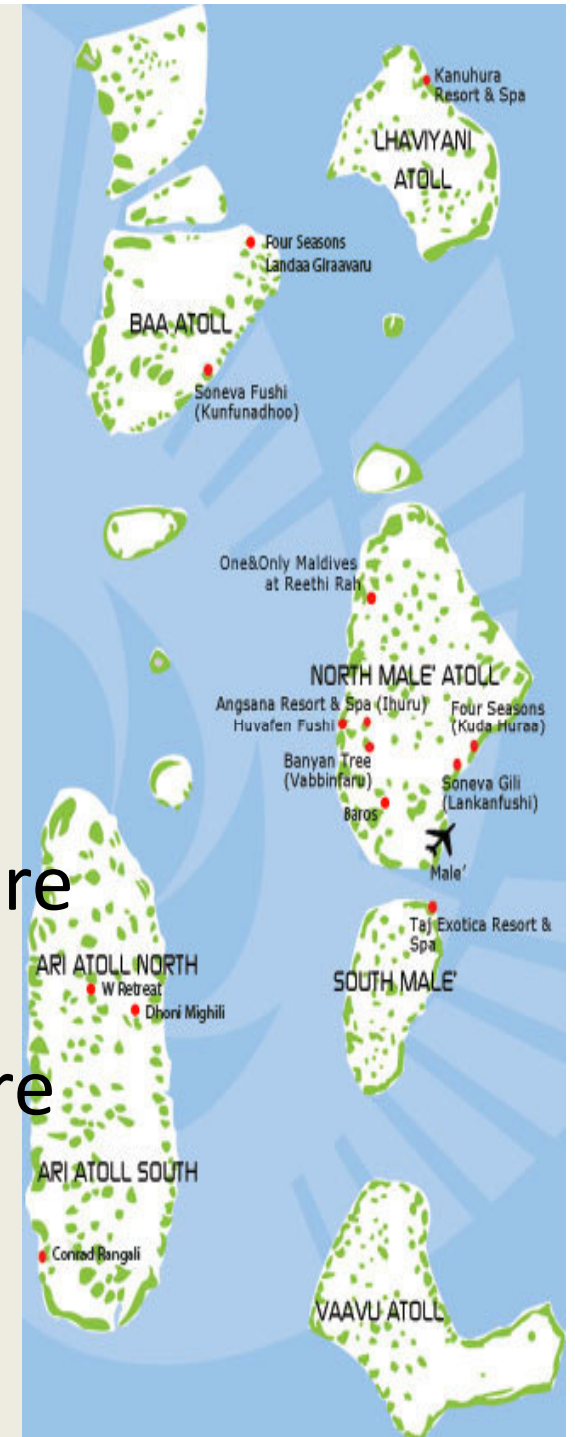 Kanuhura
Resort & Spa
LHAVIYANI
ATOLL
Four Seasons
Landaa Giraavaru
BAA ATOLL
Soneva Fushi
(Kunfunadhoo)
One&Only Maldives
at Reethi Rah
NORTH MALE' ATOLL
Angsana Resort & Spa (Ihuru)
Huvafen Fushi
Four Seasons
(Kuda Huraa)
Banyan Tree
(Vabbinfaru)
Soneva Gili
(Lankanfushi)
Baros
Male'
re
Taj Exotica Resort &
Spa
ARI ATOLL NORTH
SOUTH MALE'
W Retreat
Dhoni Mighili
re
ARI ATOLL SOUTH
Conrad Rangali
VAAVU ATOLL